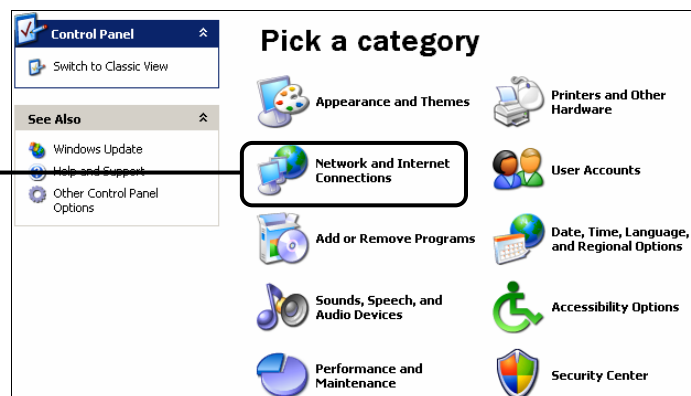 Control Panel
Switch to Classic View
See Also
Windows Update
Help and Support
Other Control Panel
Options
Pick a category
Appearance and Themes
Printers and Other
Hardware
Network and Internet
Connections
User Accounts
Add or Remove Programs
Date, Time, Language,
and Regional Options
Sounds, Speech, and
Audio Devices
Accessibility Options
Performance and
Maintenance
Security Center